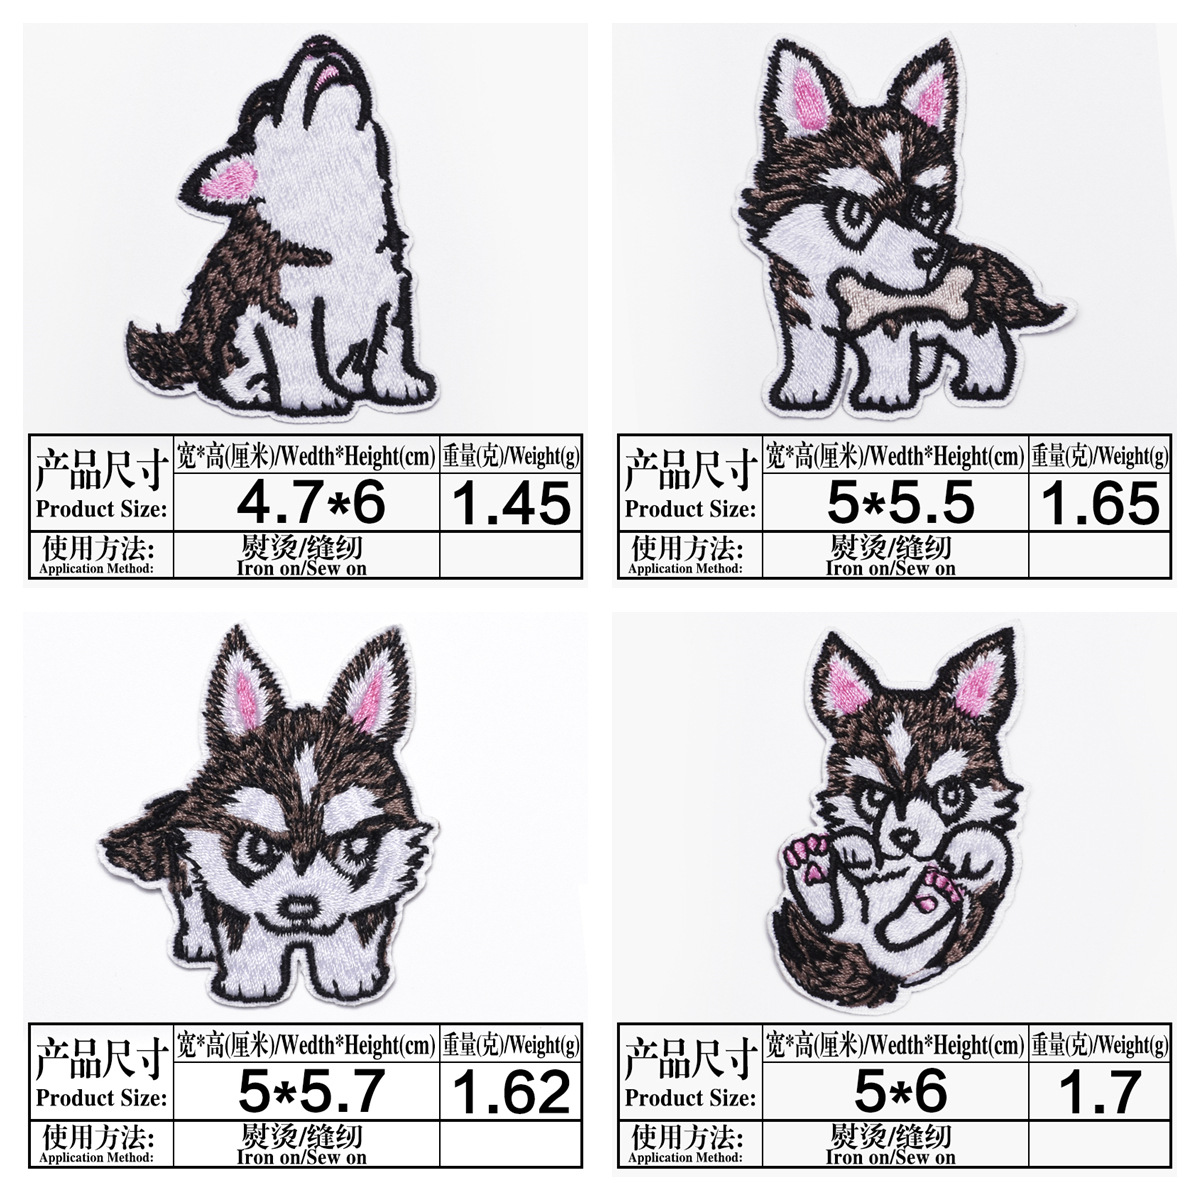 产品尺寸
Product Size:
宽*高(厘米)/Wedth*Height(cm)
重量(克)/Weight(g)
4.7*6
1.45
使用方法:
Application Method:
熨烫/缝纫
Iron on/Sew on
产品尺寸
Product Size:
宽*高(厘米)/Wedth*Height(cm)
重量(克)/Weight(g)
5*5.5
1.65
使用方法:
Application Method:
熨烫/缝纫
Iron on/Sew on
产品尺寸
Product Size:
宽*高(厘米)/Wedth*Height(cm)
重量(克)/Weight(g)
5*5.7
1.62
使用方法:
Application Method:
熨烫/缝纫
Iron on/Sew on
产品尺寸
Product Size:
宽*高(厘米)/Wedth*Height(cm)
重量(克)/Weight(g)
5*6
1.7
使用方法:
Application Method:
熨烫/缝纫
Iron on/Sew on